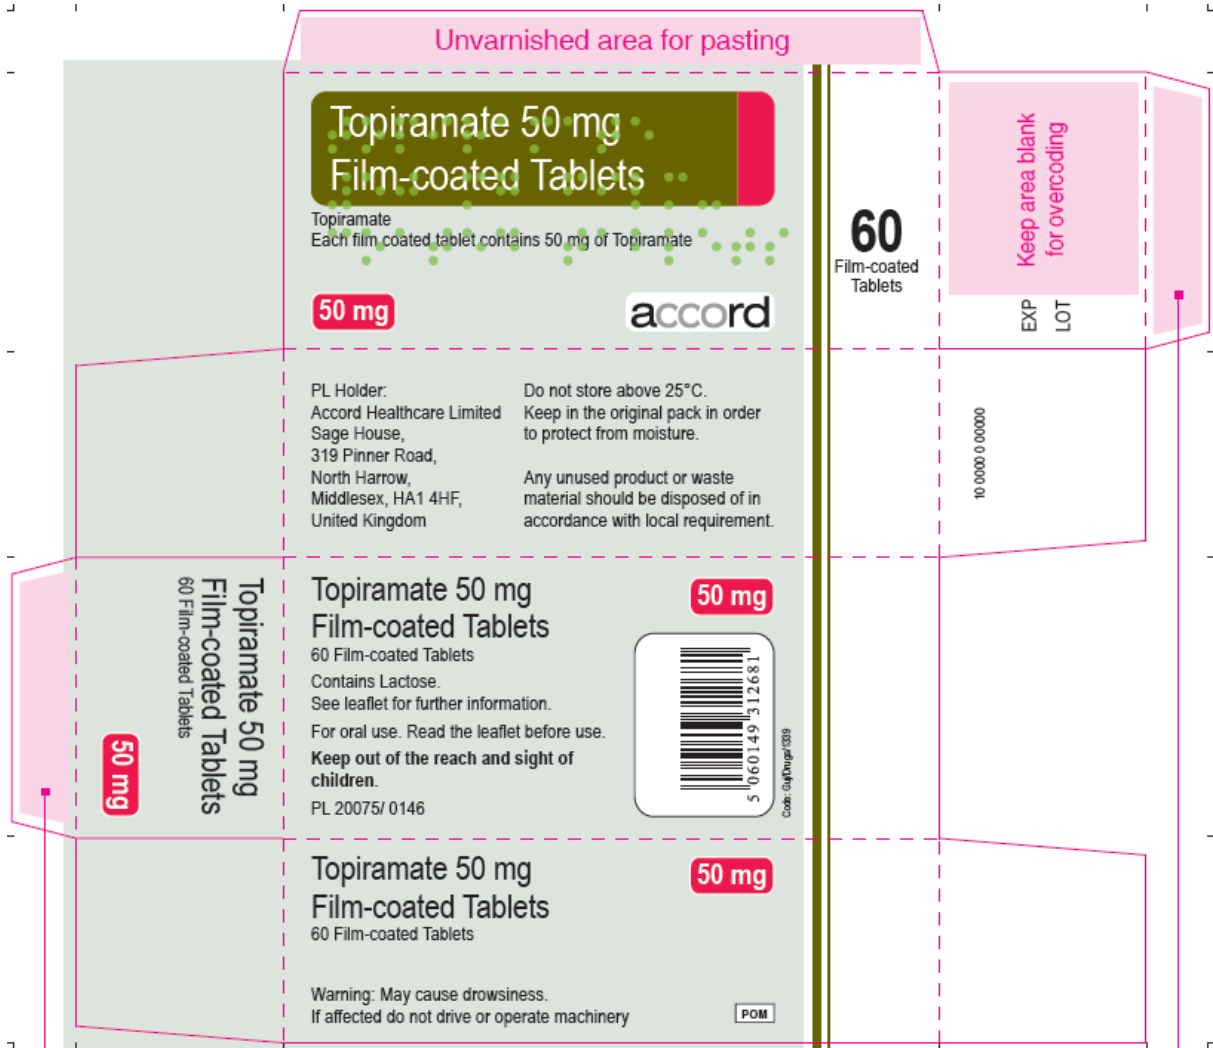 Unvarnished area for pasting
Topiramate 50 mg
Film-coated Tablets
Topiramate
Each film coated tablet contains 50 mg of Topiramate
50 mg
accord
60
Film-coated
Tablets
Keep area blank
for overcoding
EXP
LOT
PL Holder:
Accord Healthcare Limited
Sage House,
319 Pinner Road,
North Harrow,
Middlesex, HA1 4HF,
United Kingdom
Do not store above 25°C.
Keep in the original pack in order
to protect from moisture.
Any unused product or waste
material should be disposed of in
accordance with local requirement.
10 0000 0 00000
Topiramate 50 mg
Film-coated Tablets
60 Film-coated Tablets
50 mg
Topiramate 50 mg
Film-coated Tablets
60 Film-coated Tablets
Contains Lactose.
See leaflet for further information.
For oral use. Read the leaflet before use.
Keep out of the reach and sight of
children.
PL 20075/ 0146
50 mg
5 060149 312681
Code: Guj/Drugs/1339
Topiramate 50 mg
Film-coated Tablets
60 Film-coated Tablets
50 mg
Warning: May cause drowsiness.
If affected do not drive or operate machinery
POM